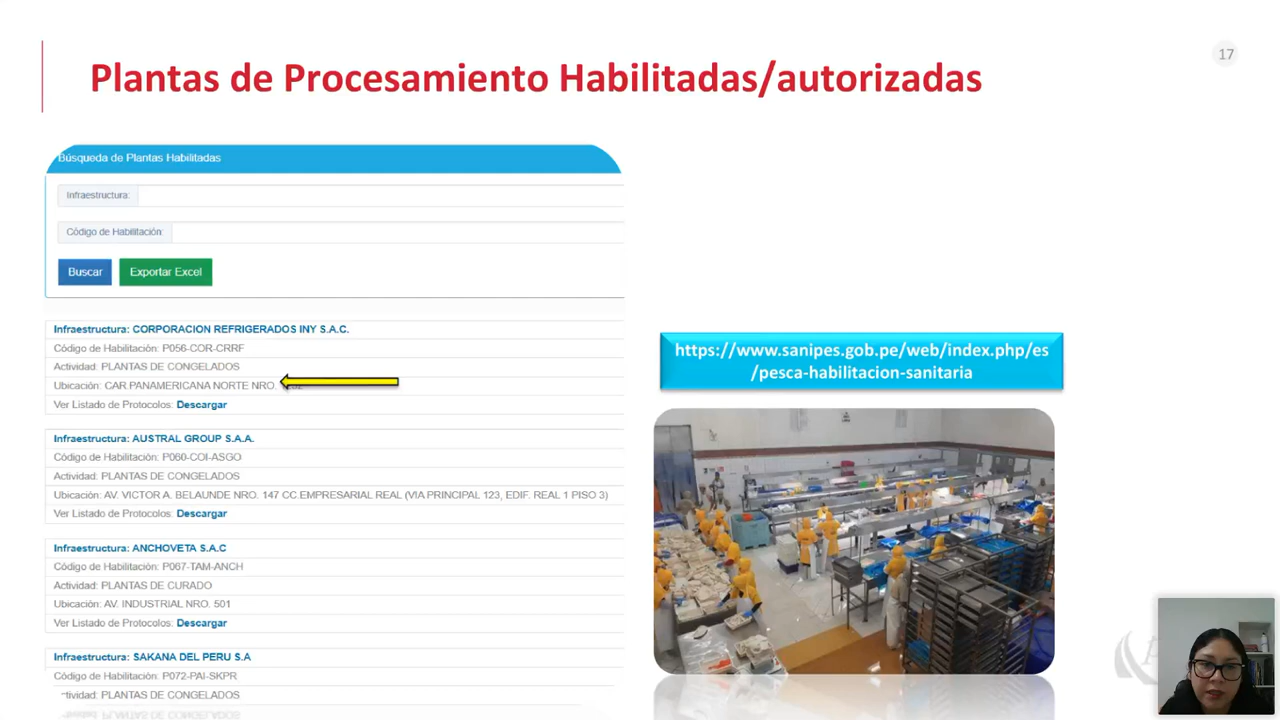 17
Plantas de Procesamiento Habilitadas/autorizadas
Búsqueda de Plantas Habilitadas
Infraestructura:
Código de Habilitación:
Buscar Exportar Excel
Infraestructura: CORPORACION REFRIGERADOS INY S.A.C.
Código de Habilitación: P056-COR-CRRF
Actividad: PLANTAS DE CONGELADOS
Ubicación: CAR PANAMERICANA NORTE NRO.
Ver Listado de Protocolos: Descargar
Infraestructura: AUSTRAL GROUP S.A.A.
Código de Habilitación: P060-COI-ASGO
Actividad: PLANTAS DE CONGELADOS
Ubicación: AV. VICTOR A. BELAUNDE NRO. 147 CC.EMPRESARIAL REAL (VIA PRINCIPAL 123, EDIF. REAL 1 PISO 3)
Ver Listado de Protocolos: Descargar
Infraestructura: ANCHOVETA S.A.C
Código de Habilitación: P067-TAM-ANCH
Actividad: PLANTAS DE CURADO
Ubicación: AV. INDUSTRIAL NRO. 501
Ver Listado de Protocolos: Descargar
Infraestructura: SAKANA DEL PERU S.A
Código de Habilitación: P072-PAI-SKPR
tividad: PLANTAS DE CONGELADOS
https://www.sanipes.gob.pe/web/index.php/es
/pesca-habilitacion-sanitaria